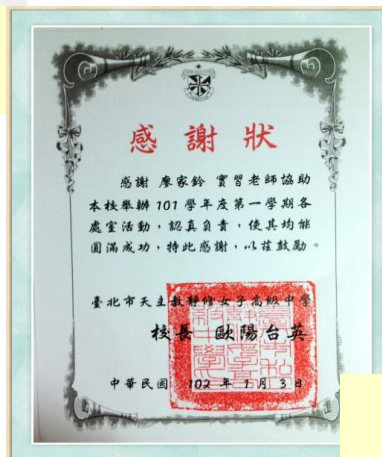 感謝狀
感謝 廖家鈴 實習老師協助
本校舉辦101學年度第一學期各
處室活動，認真負責，使其均能
圓滿成功，特此感謝，以茲鼓勵。
臺北市天主教靜修女子高級中學
校長 歐陽台英
中華民國 102 年 1 月 3 日